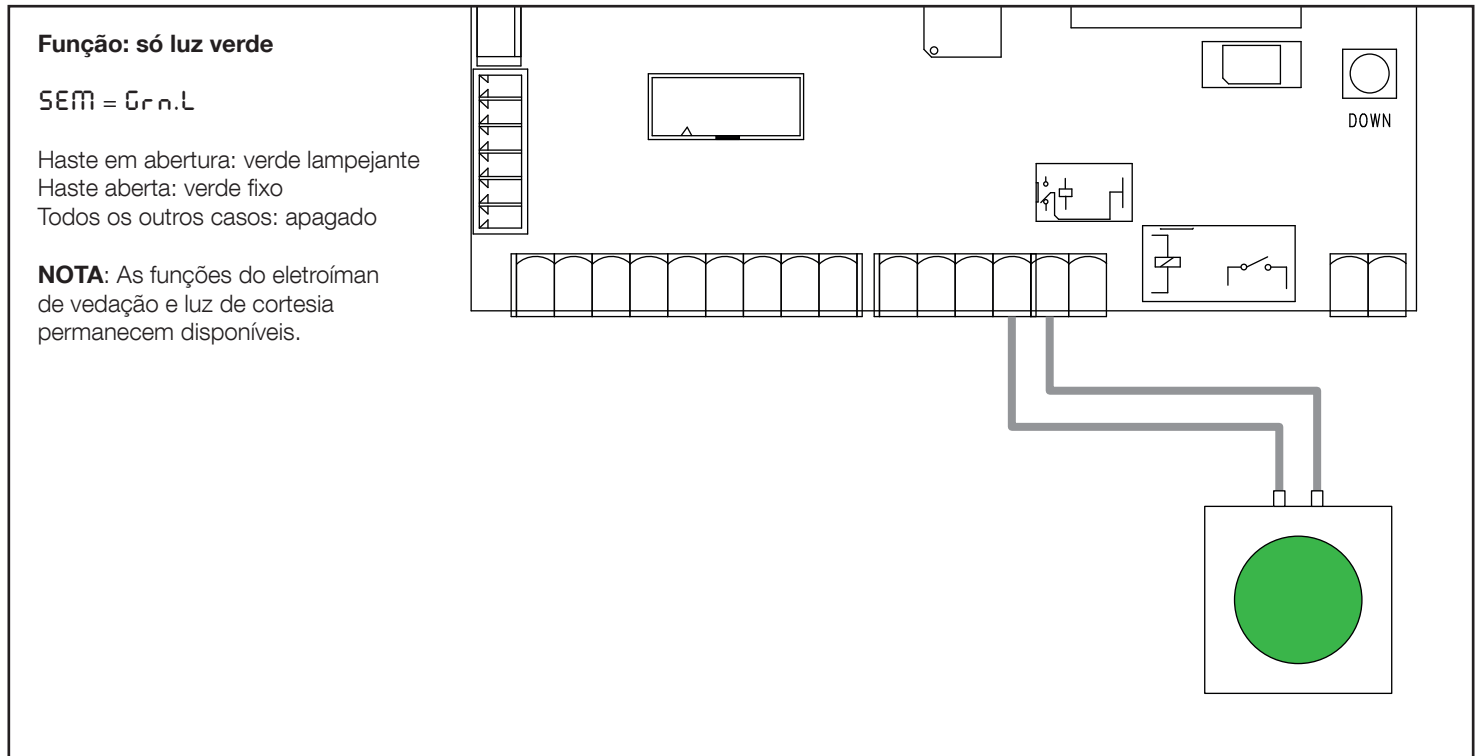 Função: só luz verde
SEM = Grn.L
Haste em abertura: verde lampejante
Haste aberta: verde fixo
Todos os outros casos: apagado
NOTA: As funções do eletroíman
de vedação e luz de cortesia
permanecem disponíveis.
DOWN